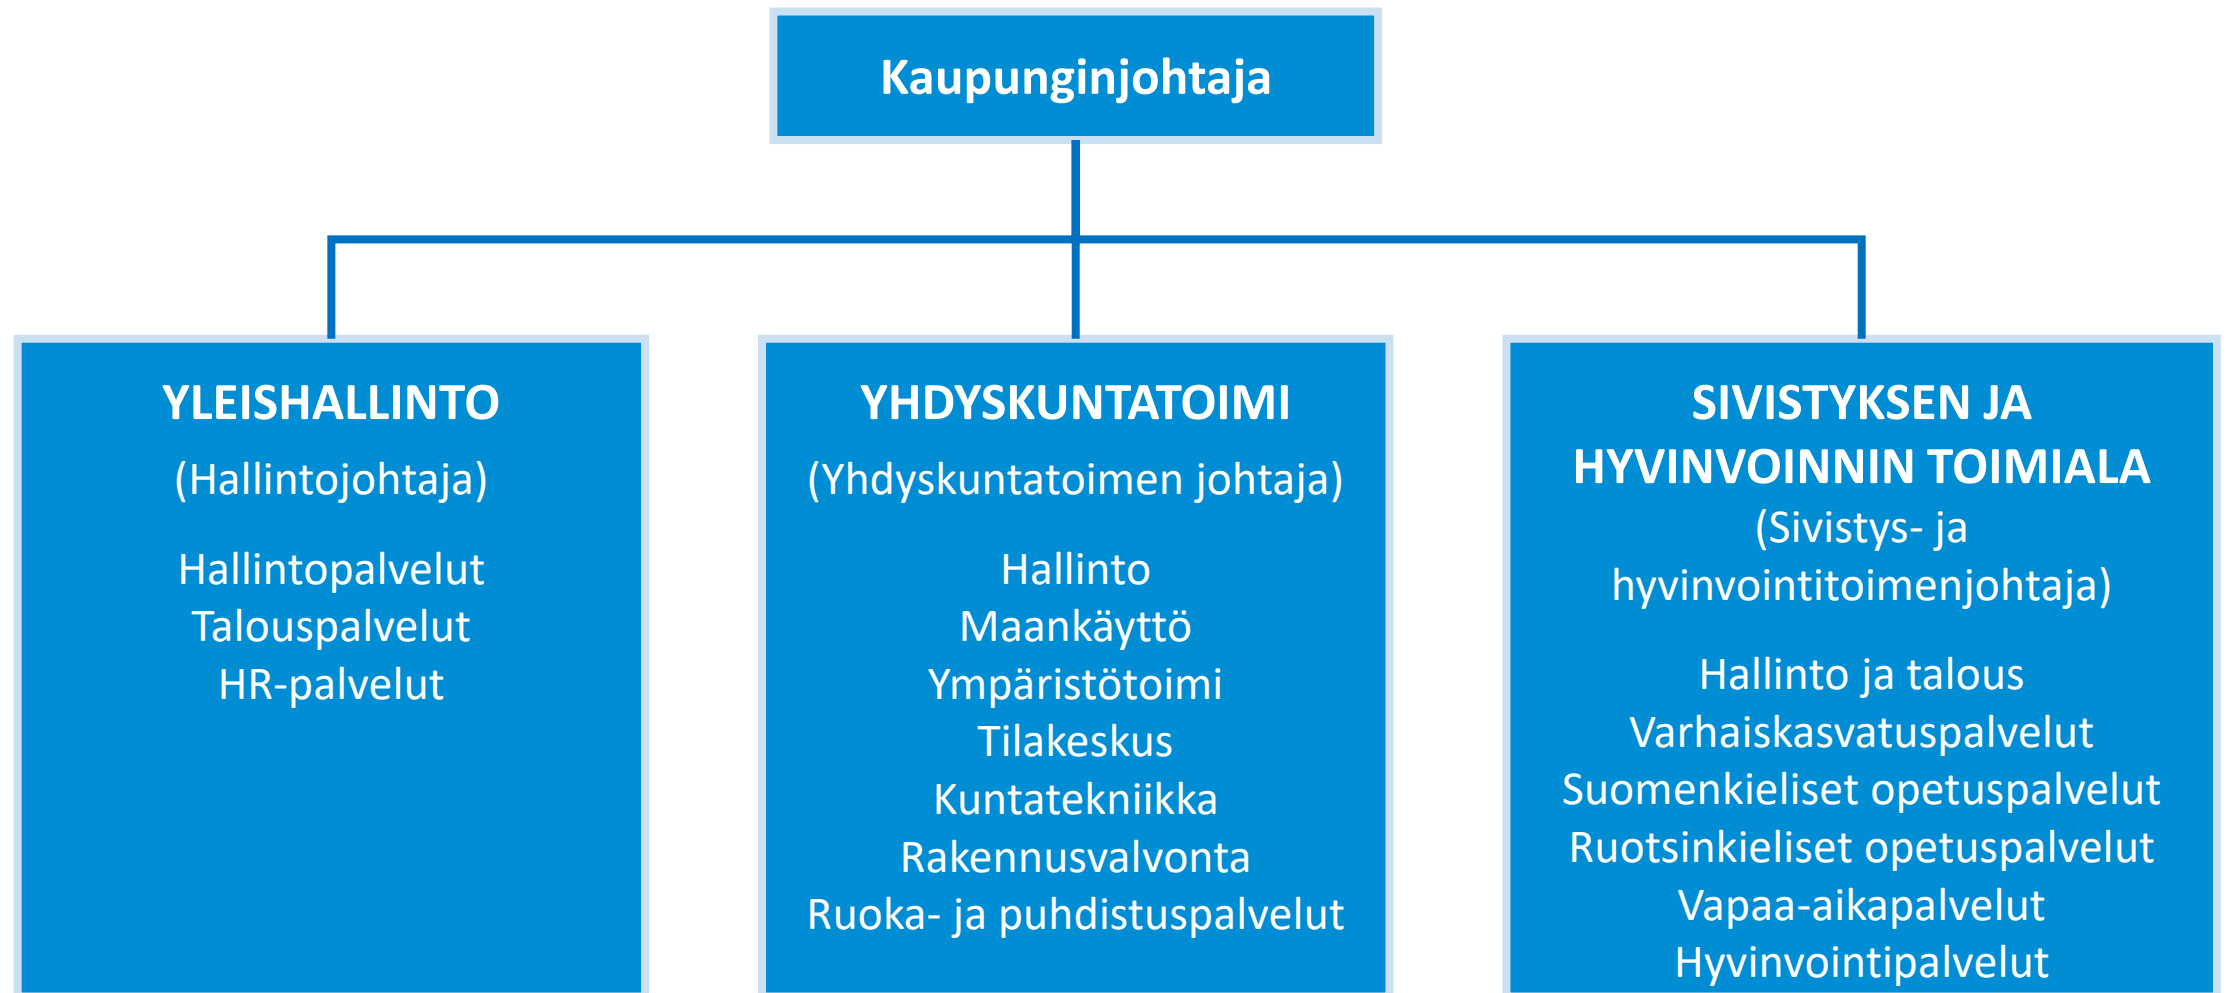 Kaupunginjohtaja
YLEISHALLINTO
(Hallintojohtaja)
Hallintopalvelut
Talouspalvelut
HR-palvelut
YHDYSKUNTATOIMI
(Yhdyskuntatoimen johtaja)
Hallinto
Maankäyttö
Ympäristötoimi
Tilakeskus
Kuntatekniikka
Rakennusvalvonta
Ruoka- ja puhdistuspalvelut
SIVISTYKSEN JA
HYVINVOINNIN TOIMIALA
(Sivistys- ja
hyvinvointitoimenjohtaja)
Hallinto ja talous
Varhaiskasvatuspalvelut
Suomenkieliset opetuspalvelut
Ruotsinkieliset opetuspalvelut
Vapaa-aikapalvelut
Hyvinvointipalvelut